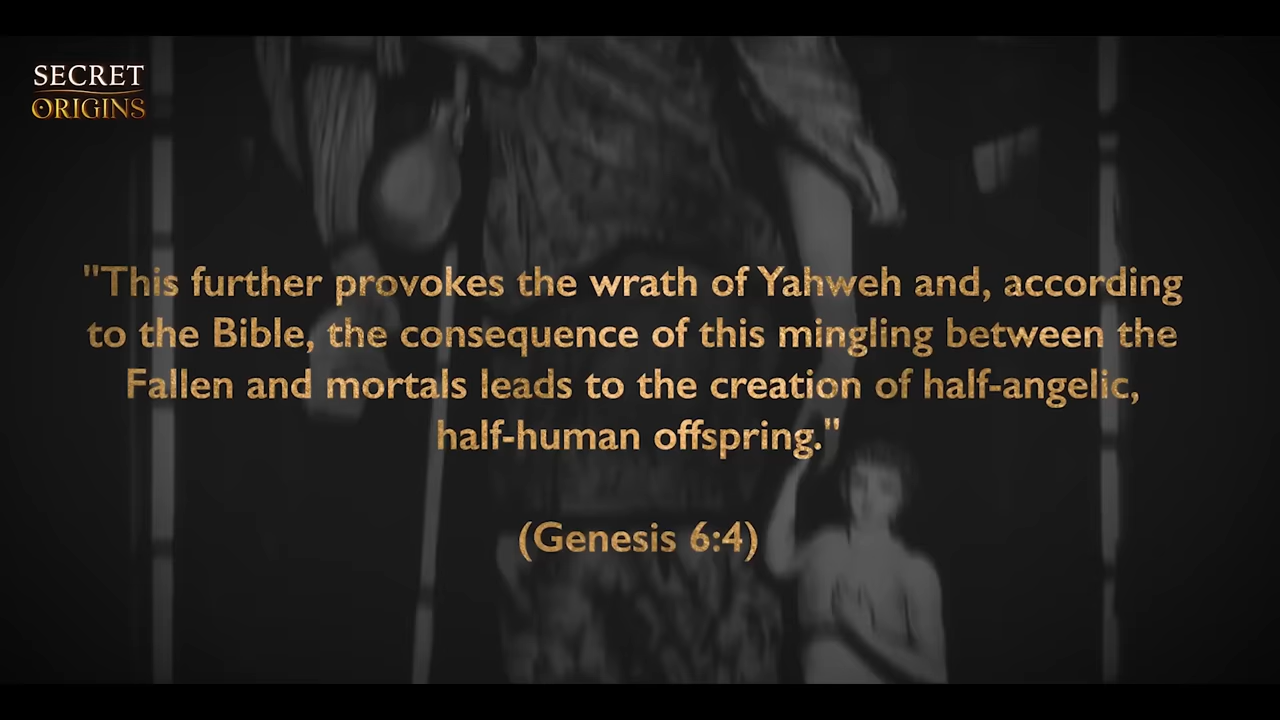 SECRET
ORIGINS
"This further provokes the wrath of Yahweh and, according
to the Bible, the consequence of this mingling between the
Fallen and mortals leads to the creation of half-angelic,
half-human offspring."
(Genesis 6:4)